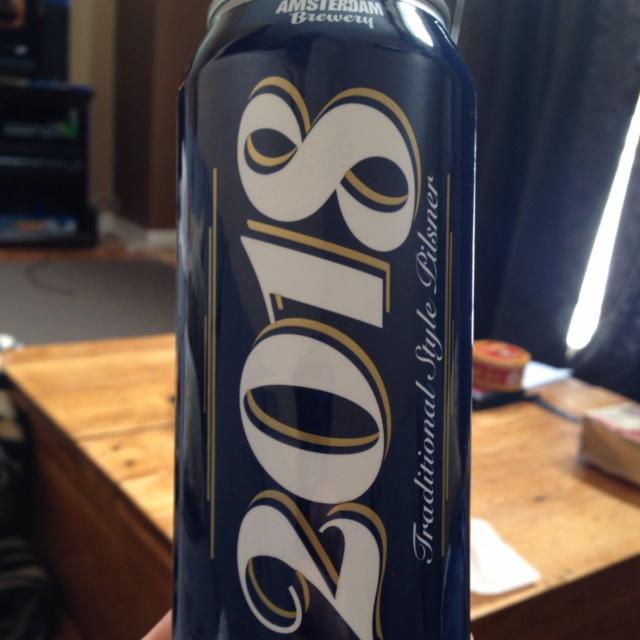 AMSTERDAM
Brewery
2018
Traditional Style Pilsner